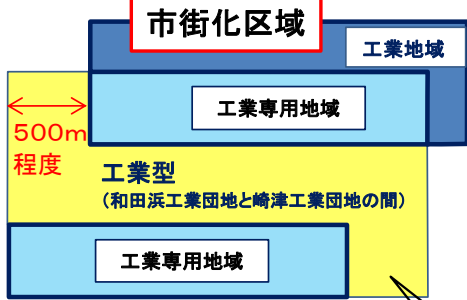 市街化区域
工業地域
工業専用地域
500m
程度
工業型
（和田浜工業団地と崎津工業団地の間）
工業専用地域